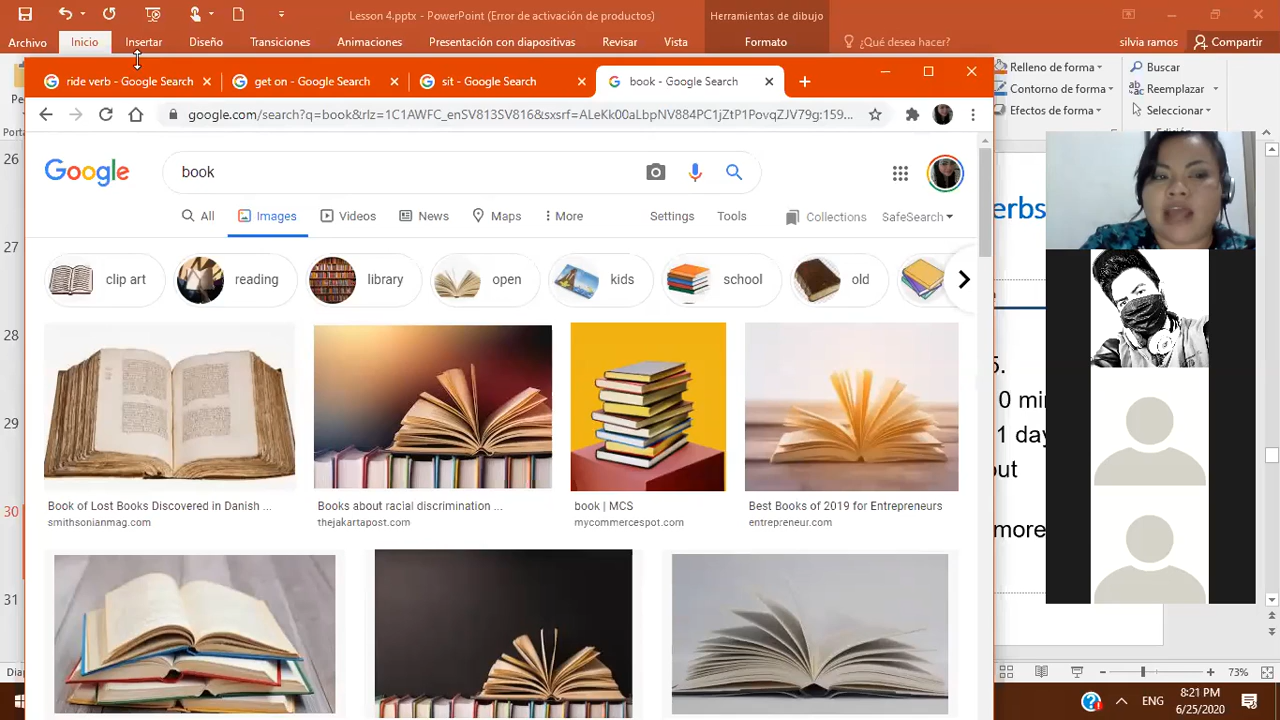 Lesson 4.pptx - PowerPoint (Error de activación de productos)
Herramientas de dibujo
Archivo Inicio Insertar Diseño Transiciones Animaciones Presentación con diapositivas Revisar Vista Formato ¿Qué desea hacer? silvia ramos Compartir
ride verb - Google Search
get on - Google Search
sit - Google Search
book - Google Search
Relleno de forma
Contorno de forma
Efectos de forma
Buscar
Reemplazar
Seleccionar
google.com/search?q=book&rlz=1C1AWFC_enSV813SV816&sxsrf=ALeKk00aLbpNV884PC1jZtP1PovqZJV79g:159...
Google
book
All Images Videos News Maps More Settings Tools Collections SafeSearch
clip art reading library open kids school old
Book of Lost Books Discovered in Danish ...
smithsonianmag.com
Books about racial discrimination ...
thejakartapost.com
book | MCS
mycommercespot.com
Best Books of 2019 for Entrepreneurs
entrepreneur.com
26
27
28
29
30
31
erbs
5.
0 min
1 day
out
more
73%
ENG
8:21 PM
6/25/2020